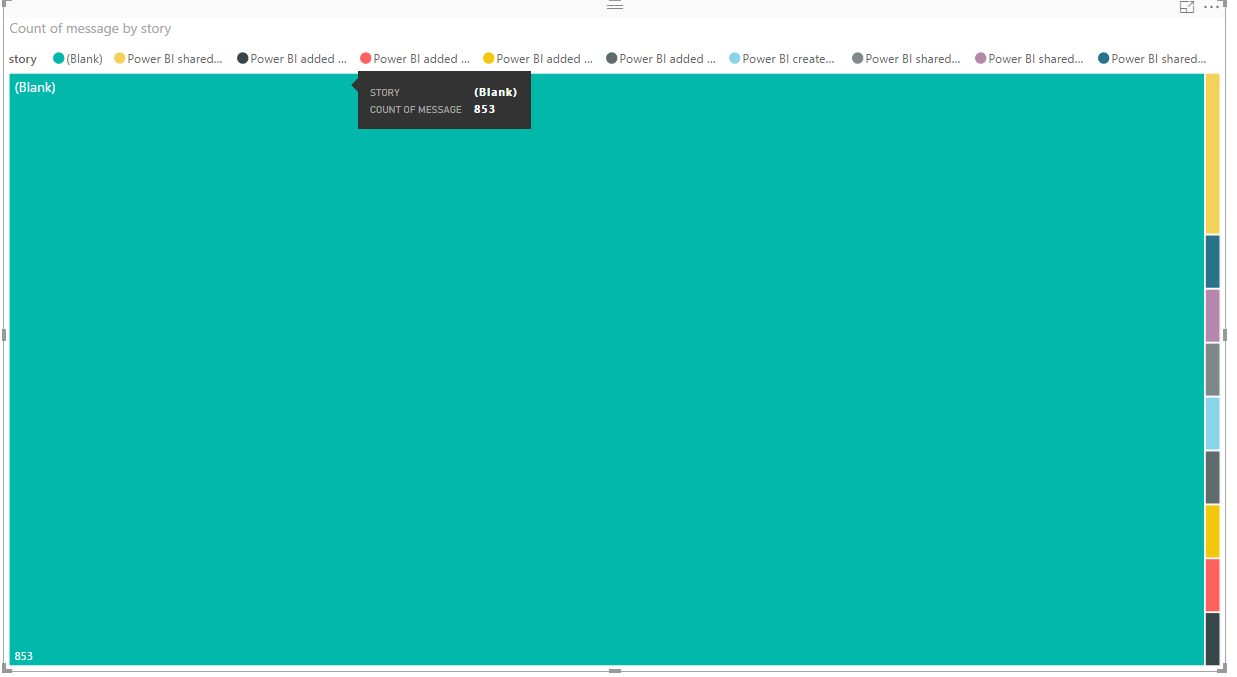 Count of message by story
story (Blank) Power BI shared... Power BI added ... Power BI added ... Power BI added ... Power BI added ... Power BI create... Power BI shared... Power BI shared... Power BI shared...
(Blank)
STORY (Blank)
COUNT OF MESSAGE 853
853